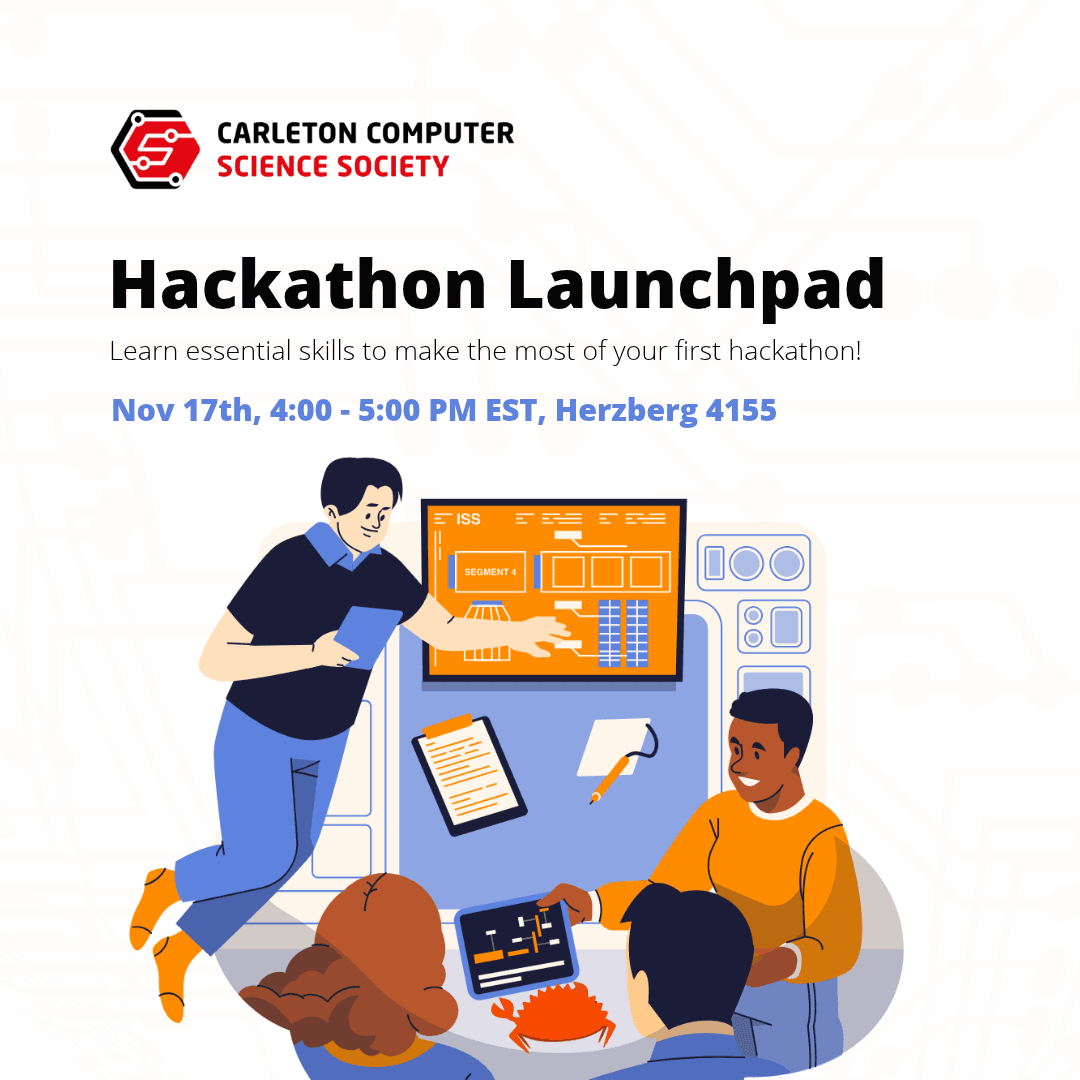 CARLETON COMPUTER
SCIENCE SOCIETY
Hackathon Launchpad
Learn essential skills to make the most of your first hackathon!
Nov 17th, 4:00 - 5:00 PM EST, Herzberg 4155
ISS
SEGMENT 4